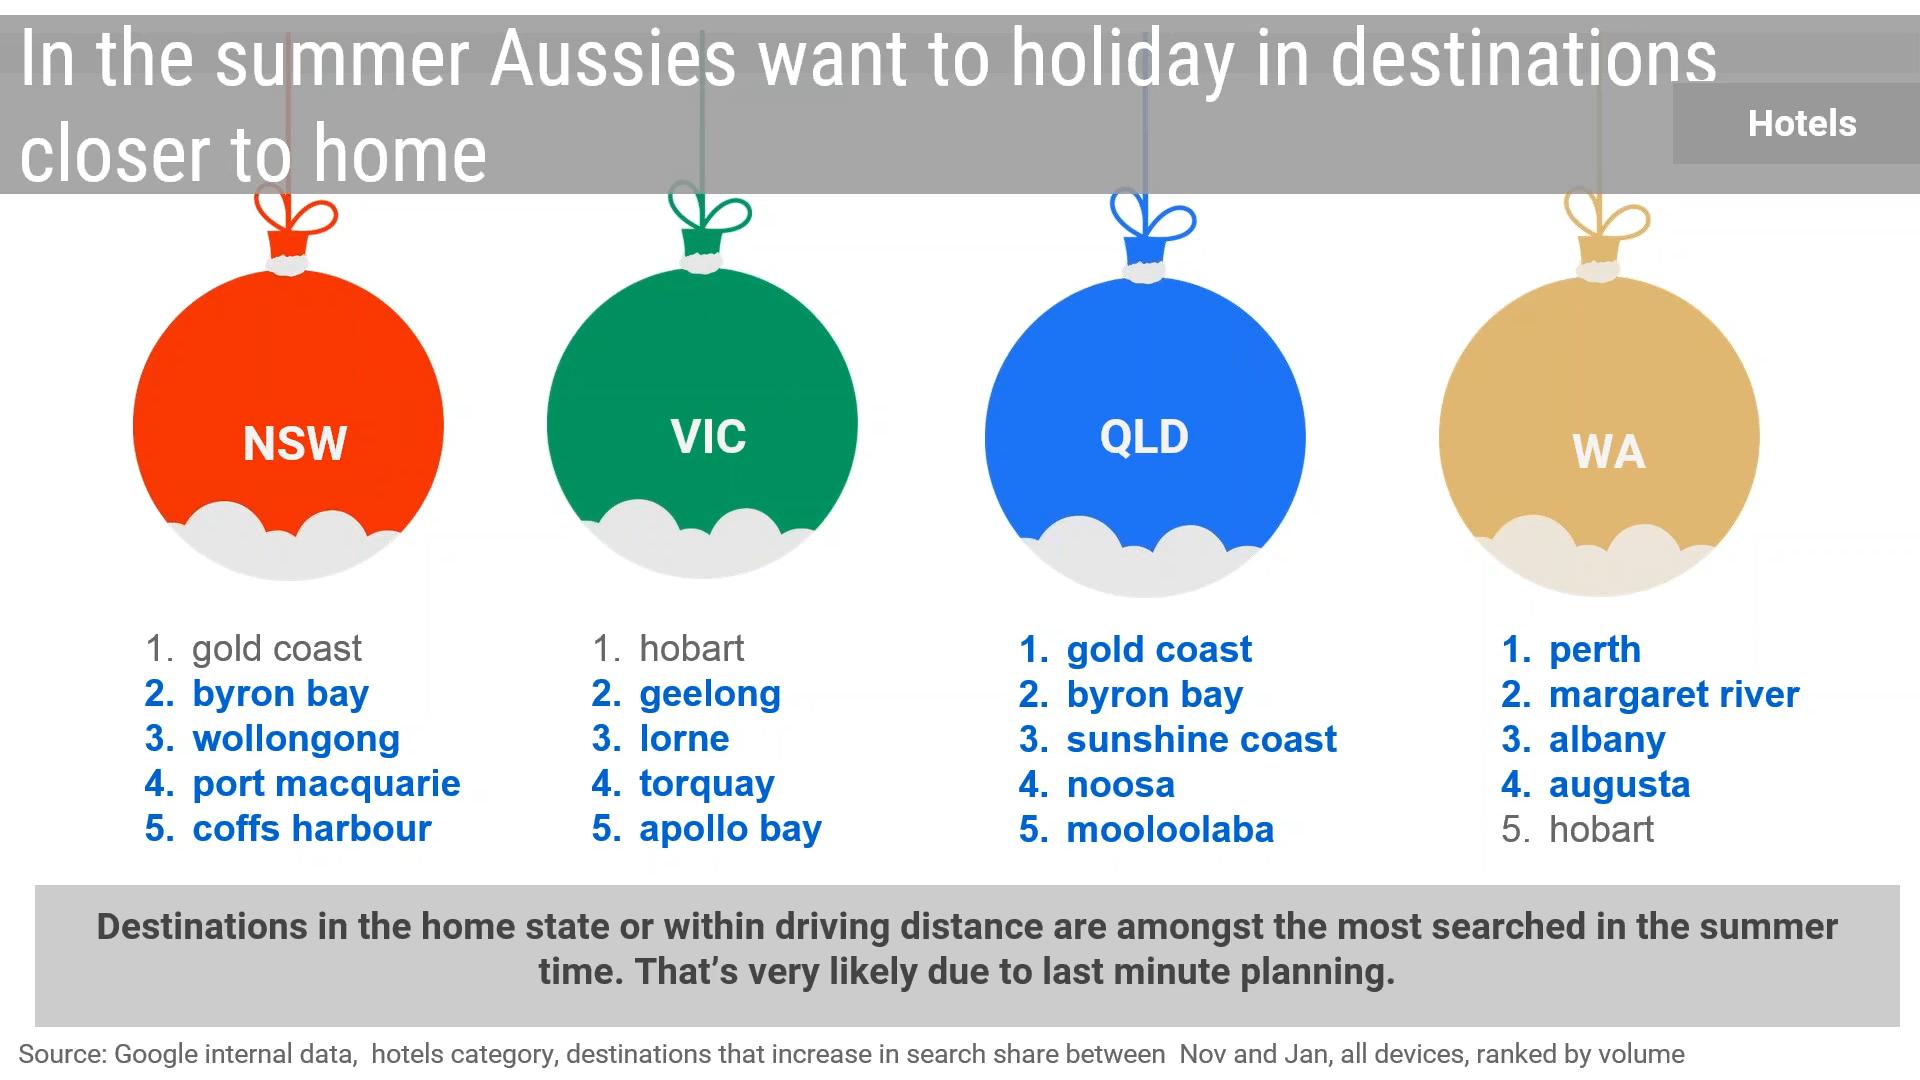 In the summer Aussies want to holiday in destinations
closer to home
Hotels
NSW
VIC
QLD
WA
1. gold coast
2. byron bay
3. wollongong
4. port macquarie
5. coffs harbour
1. hobart
2. geelong
3. lorne
4. torquay
5. apollo bay
1. gold coast
2. byron bay
3. sunshine coast
4. noosa
5. mooloolaba
1. perth
2. margaret river
3. albany
4. augusta
5. hobart
Destinations in the home state or within driving distance are amongst the most searched in the summer
time. That’s very likely due to last minute planning.
Source: Google internal data, hotels category, destinations that increase in search share between Nov and Jan, all devices, ranked by volume